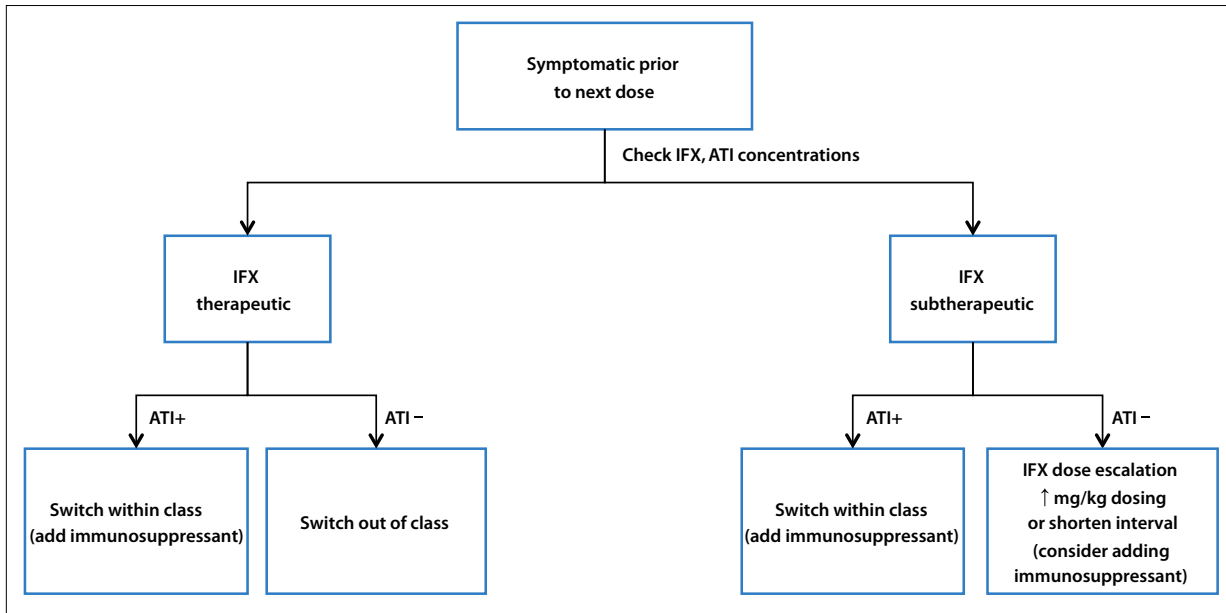 Symptomatic prior
to next dose
Check IFX, ATI concentrations
IFX
therapeutic
IFX
subtherapeutic
ATI+
ATI −
ATI+
ATI −
Switch within class
(add immunosuppressant)
Switch out of class
Switch within class
(add immunosuppressant)
IFX dose escalation
↑ mg/kg dosing
or shorten interval
(consider adding
immunosuppressant)